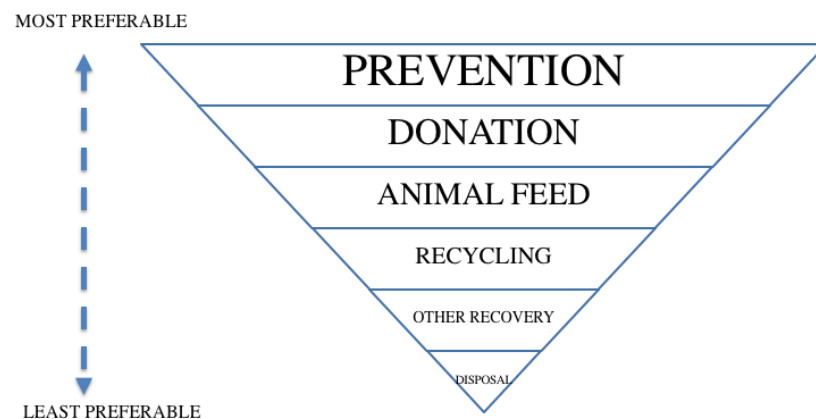 MOST PREFERABLE
PREVENTION
DONATION
ANIMAL FEED
RECYCLING
OTHER RECOVERY
DISPOSAL
LEAST PREFERABLE